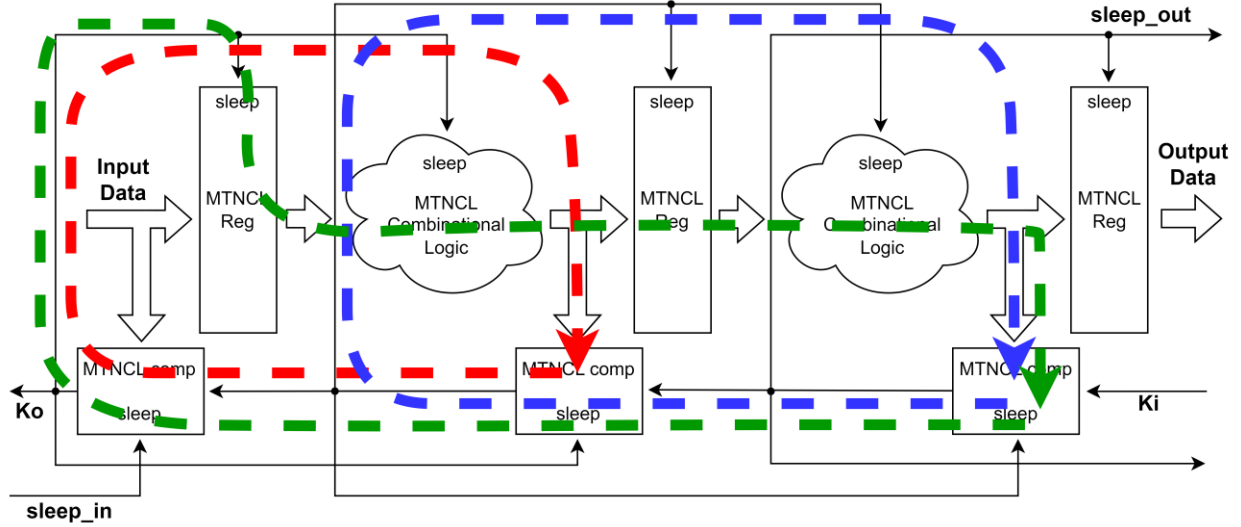 sleep_out
sleep
sleep
sleep
Input
Data
sleep
sleep
Output
Data
MTNCL
Reg
MTNCL
Combinational
Logic
MTNCL
Reg
MTNCL
Combinational
Logic
MTNCL
Reg
MTNCL comp
sleep
MTNCL comp
sleep
MTNCL comp
sleep
Ko
Ki
sleep_in